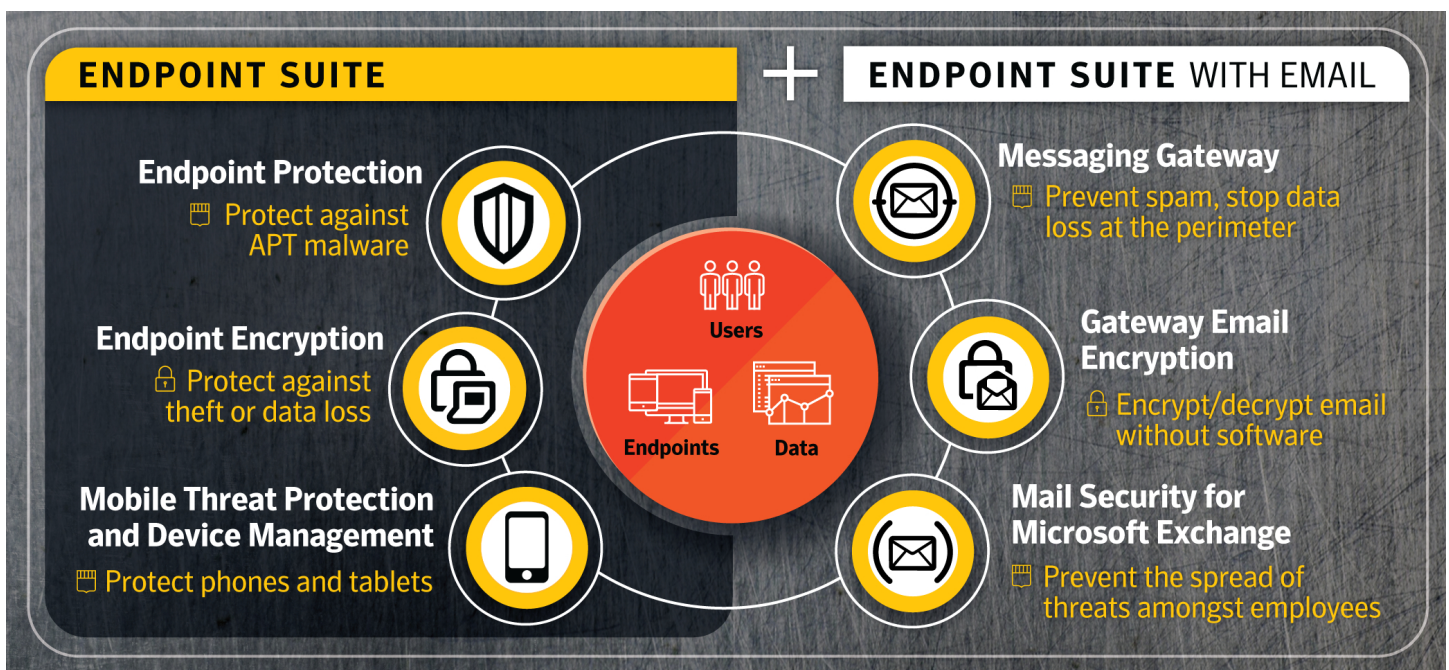 ENDPOINT SUITE
ENDPOINT SUITE WITH EMAIL
Endpoint Protection
Protect against
APT malware
Endpoint Encryption
Protect against
theft or data loss
Mobile Threat Protection
and Device Management
Protect phones and tablets
Users
Endpoints
Data
Messaging Gateway
Prevent spam, stop data
loss at the perimeter
Gateway Email
Encryption
Encrypt/decrypt email
without software
Mail Security for
Microsoft Exchange
Prevent the spread of
threats amongst employees